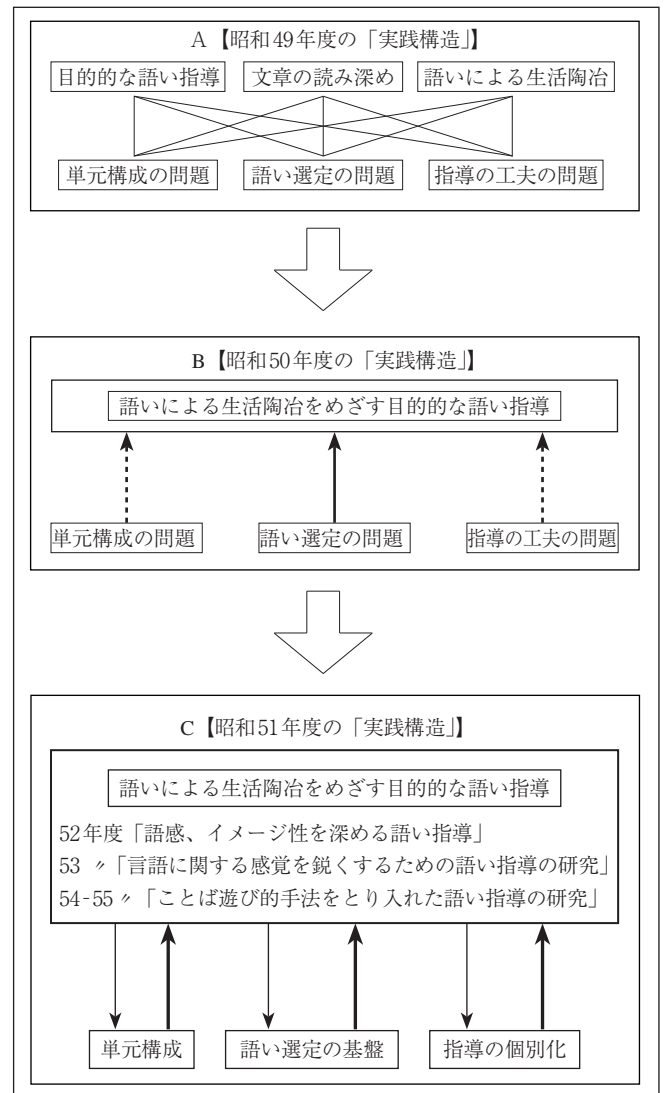 A【昭和49年度の「実践構造」】
目的的な語い指導 文章の読み深め 語いによる生活陶冶
単元構成の問題 語い選定の問題 指導の工夫の問題
B【昭和50年度の「実践構造」】
語いによる生活陶冶をめざす目的的な語い指導
単元構成の問題 語い選定の問題 指導の工夫の問題
C【昭和51年度の「実践構造」】
語いによる生活陶冶をめざす目的的な語い指導
52年度「語感、イメージ性を深める語い指導」
53 〃「言語に関する感覚を鋭くするための語い指導の研究」
54-55〃「ことば遊び的手法をとり入れた語い指導の研究」
単元構成 語い選定の基盤 指導の個別化